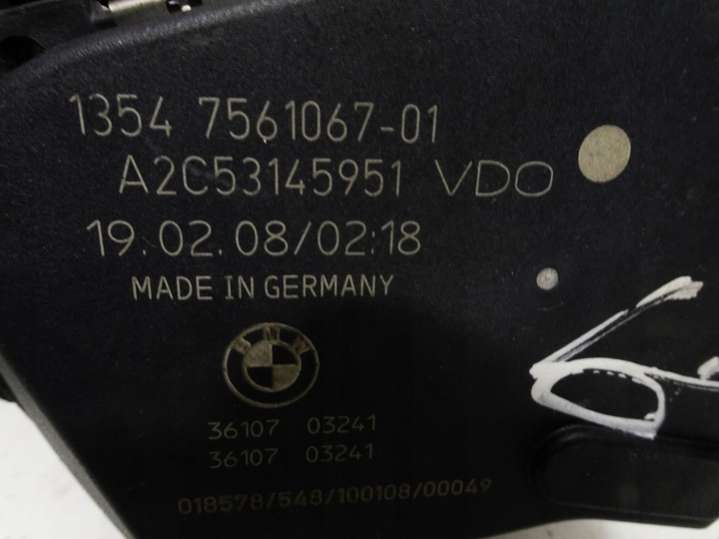 1354 7561067-01
A2C53145951 VDO
19.02.08/02:18
MADE IN GERMANY
BMW
36107 03241
36107 03241
018578/548/100108/00049